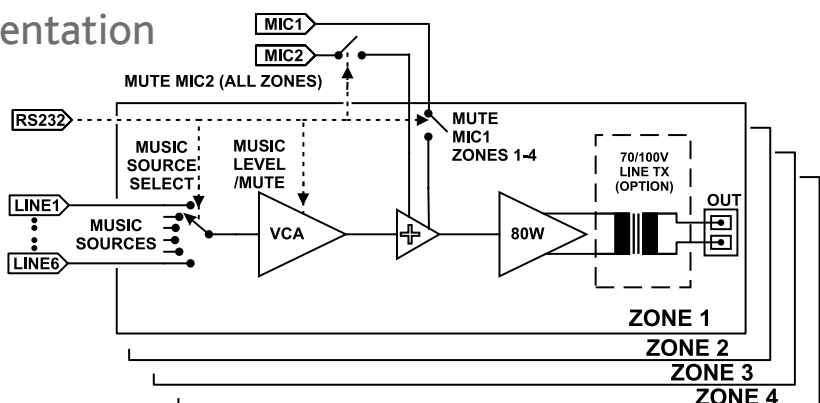 entation
MIC1
MIC2
MUTE MIC2 (ALL ZONES)
RS232
MUTE
MIC1
ZONES 1-4
MUSIC
SOURCE
SELECT
MUSIC
LEVEL
/MUTE
70/100V
LINE TX
(OPTION)
LINE1
MUSIC
SOURCES
LINE6
VCA
80W
OUT
ZONE 1
ZONE 2
ZONE 3
ZONE 4